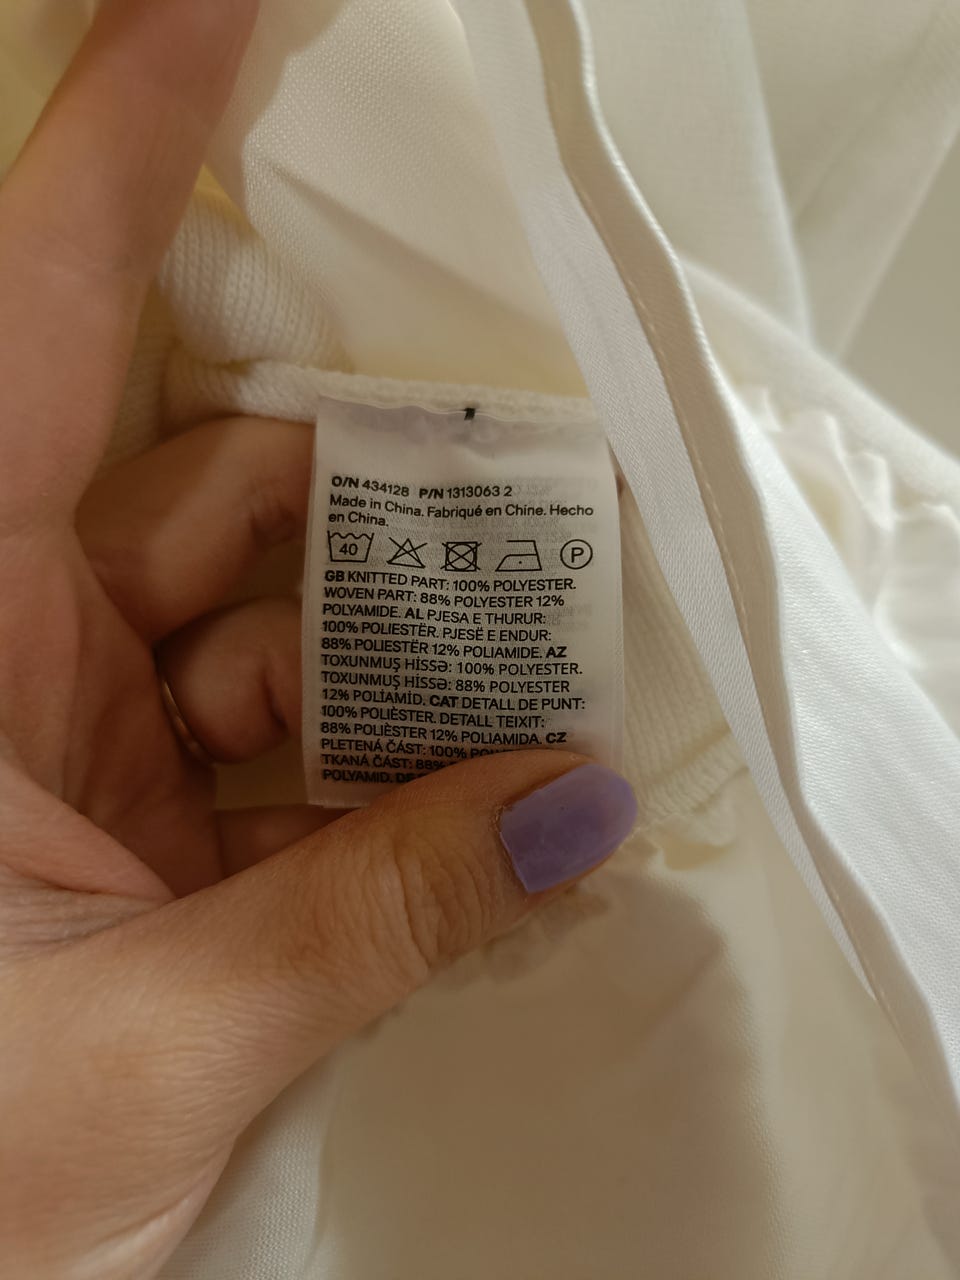 O/N 434128 P/N 1313063 2
Made in China. Fabriqué en Chine. Hecho
en China.
40 P
GB KNITTED PART: 100% POLYESTER.
WOVEN PART: 88% POLYESTER 12%
POLYAMIDE. AL PJESA E THURUR:
100% POLIESTËR. PJESË E ENDUR:
88% POLIESTËR 12% POLIAMIDE. AZ
TOXUNMUŞ HİSSƏ: 100% POLYESTER.
TOXUNMUŞ HİSSƏ: 88% POLYESTER
12% POLİAMİD. CAT DETALL DE PUNT:
100% POLIÈSTER. DETALL TEIXIT:
88% POLIÈSTER 12% POLIAMIDA. CZ
PLETENÁ ČÁST: 100%
TKANÁ ČÁST: 88%
POLYAMID.